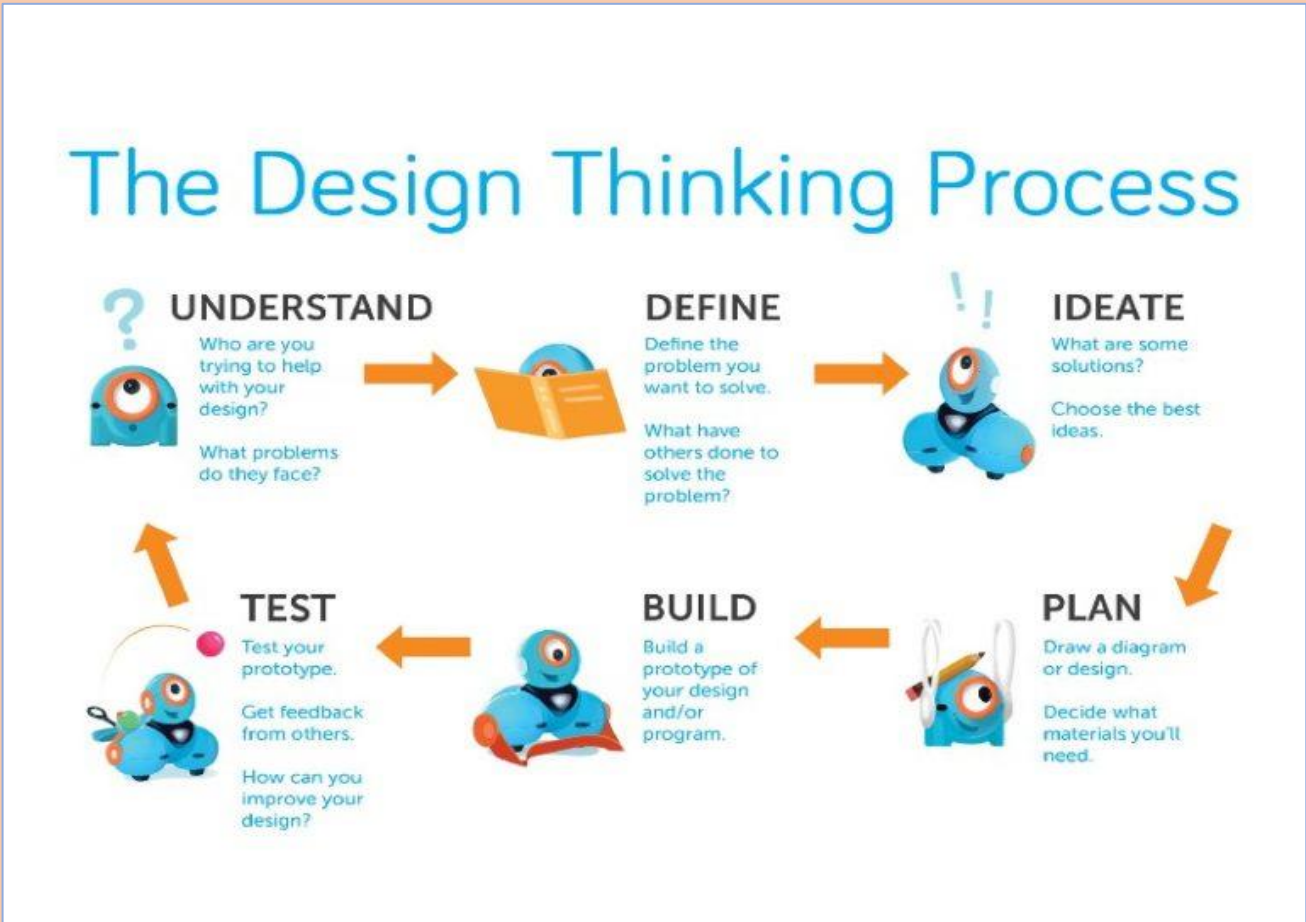 The Design Thinking Process
?
UNDERSTAND
Who are you
trying to help
with your
design?
What problems
do they face?
DEFINE
Define the
problem you
want to solve.
What have
others done to
solve the
problem?
! !
IDEATE
What are some
solutions?
Choose the best
ideas.
PLAN
Draw a diagram
or design.
Decide what
materials you'll
need.
BUILD
Build a
prototype of
your design
and/or
program.
TEST
Test your
prototype.
Get feedback
from others.
How can you
improve your
design?